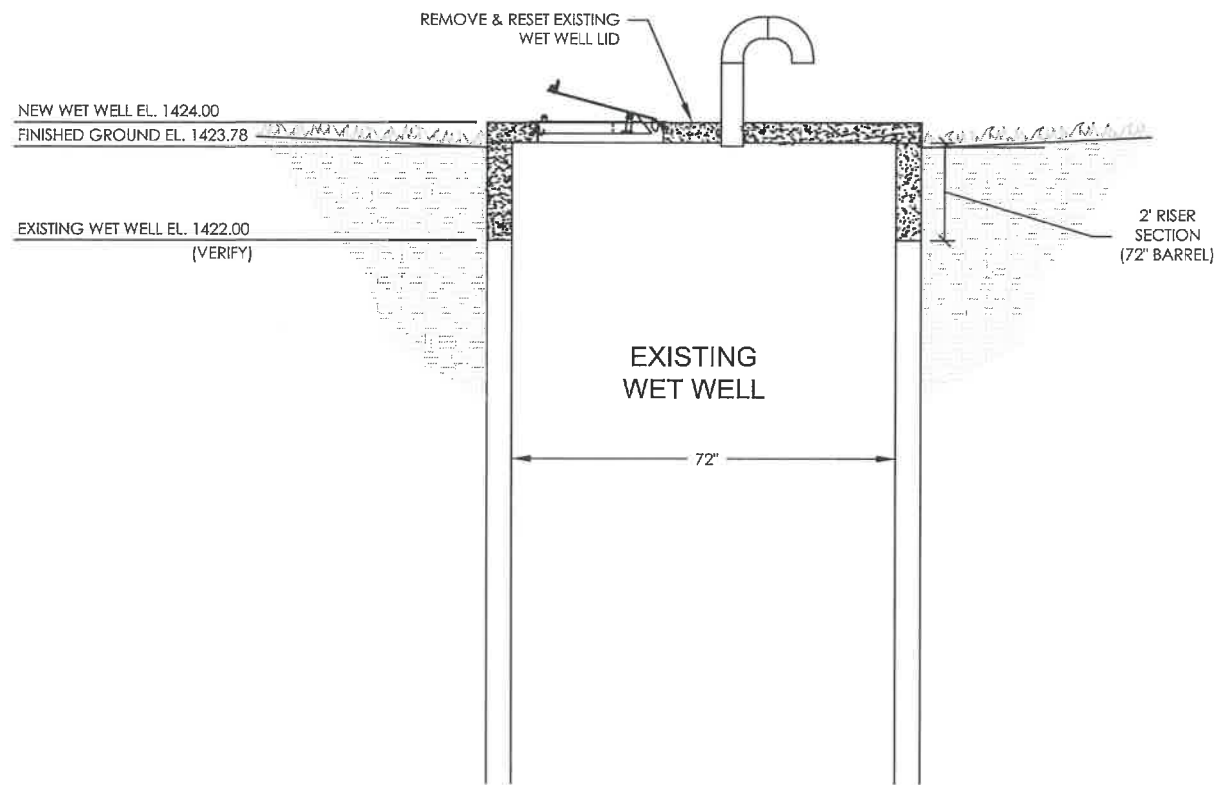 REMOVE & RESET EXISTING
WET WELL LID
NEW WET WELL EL. 1424.00
FINISHED GROUND EL. 1423.78
EXISTING WET WELL EL. 1422.00
(VERIFY)
2' RISER
SECTION
(72" BARREL)
EXISTING
WET WELL
72"